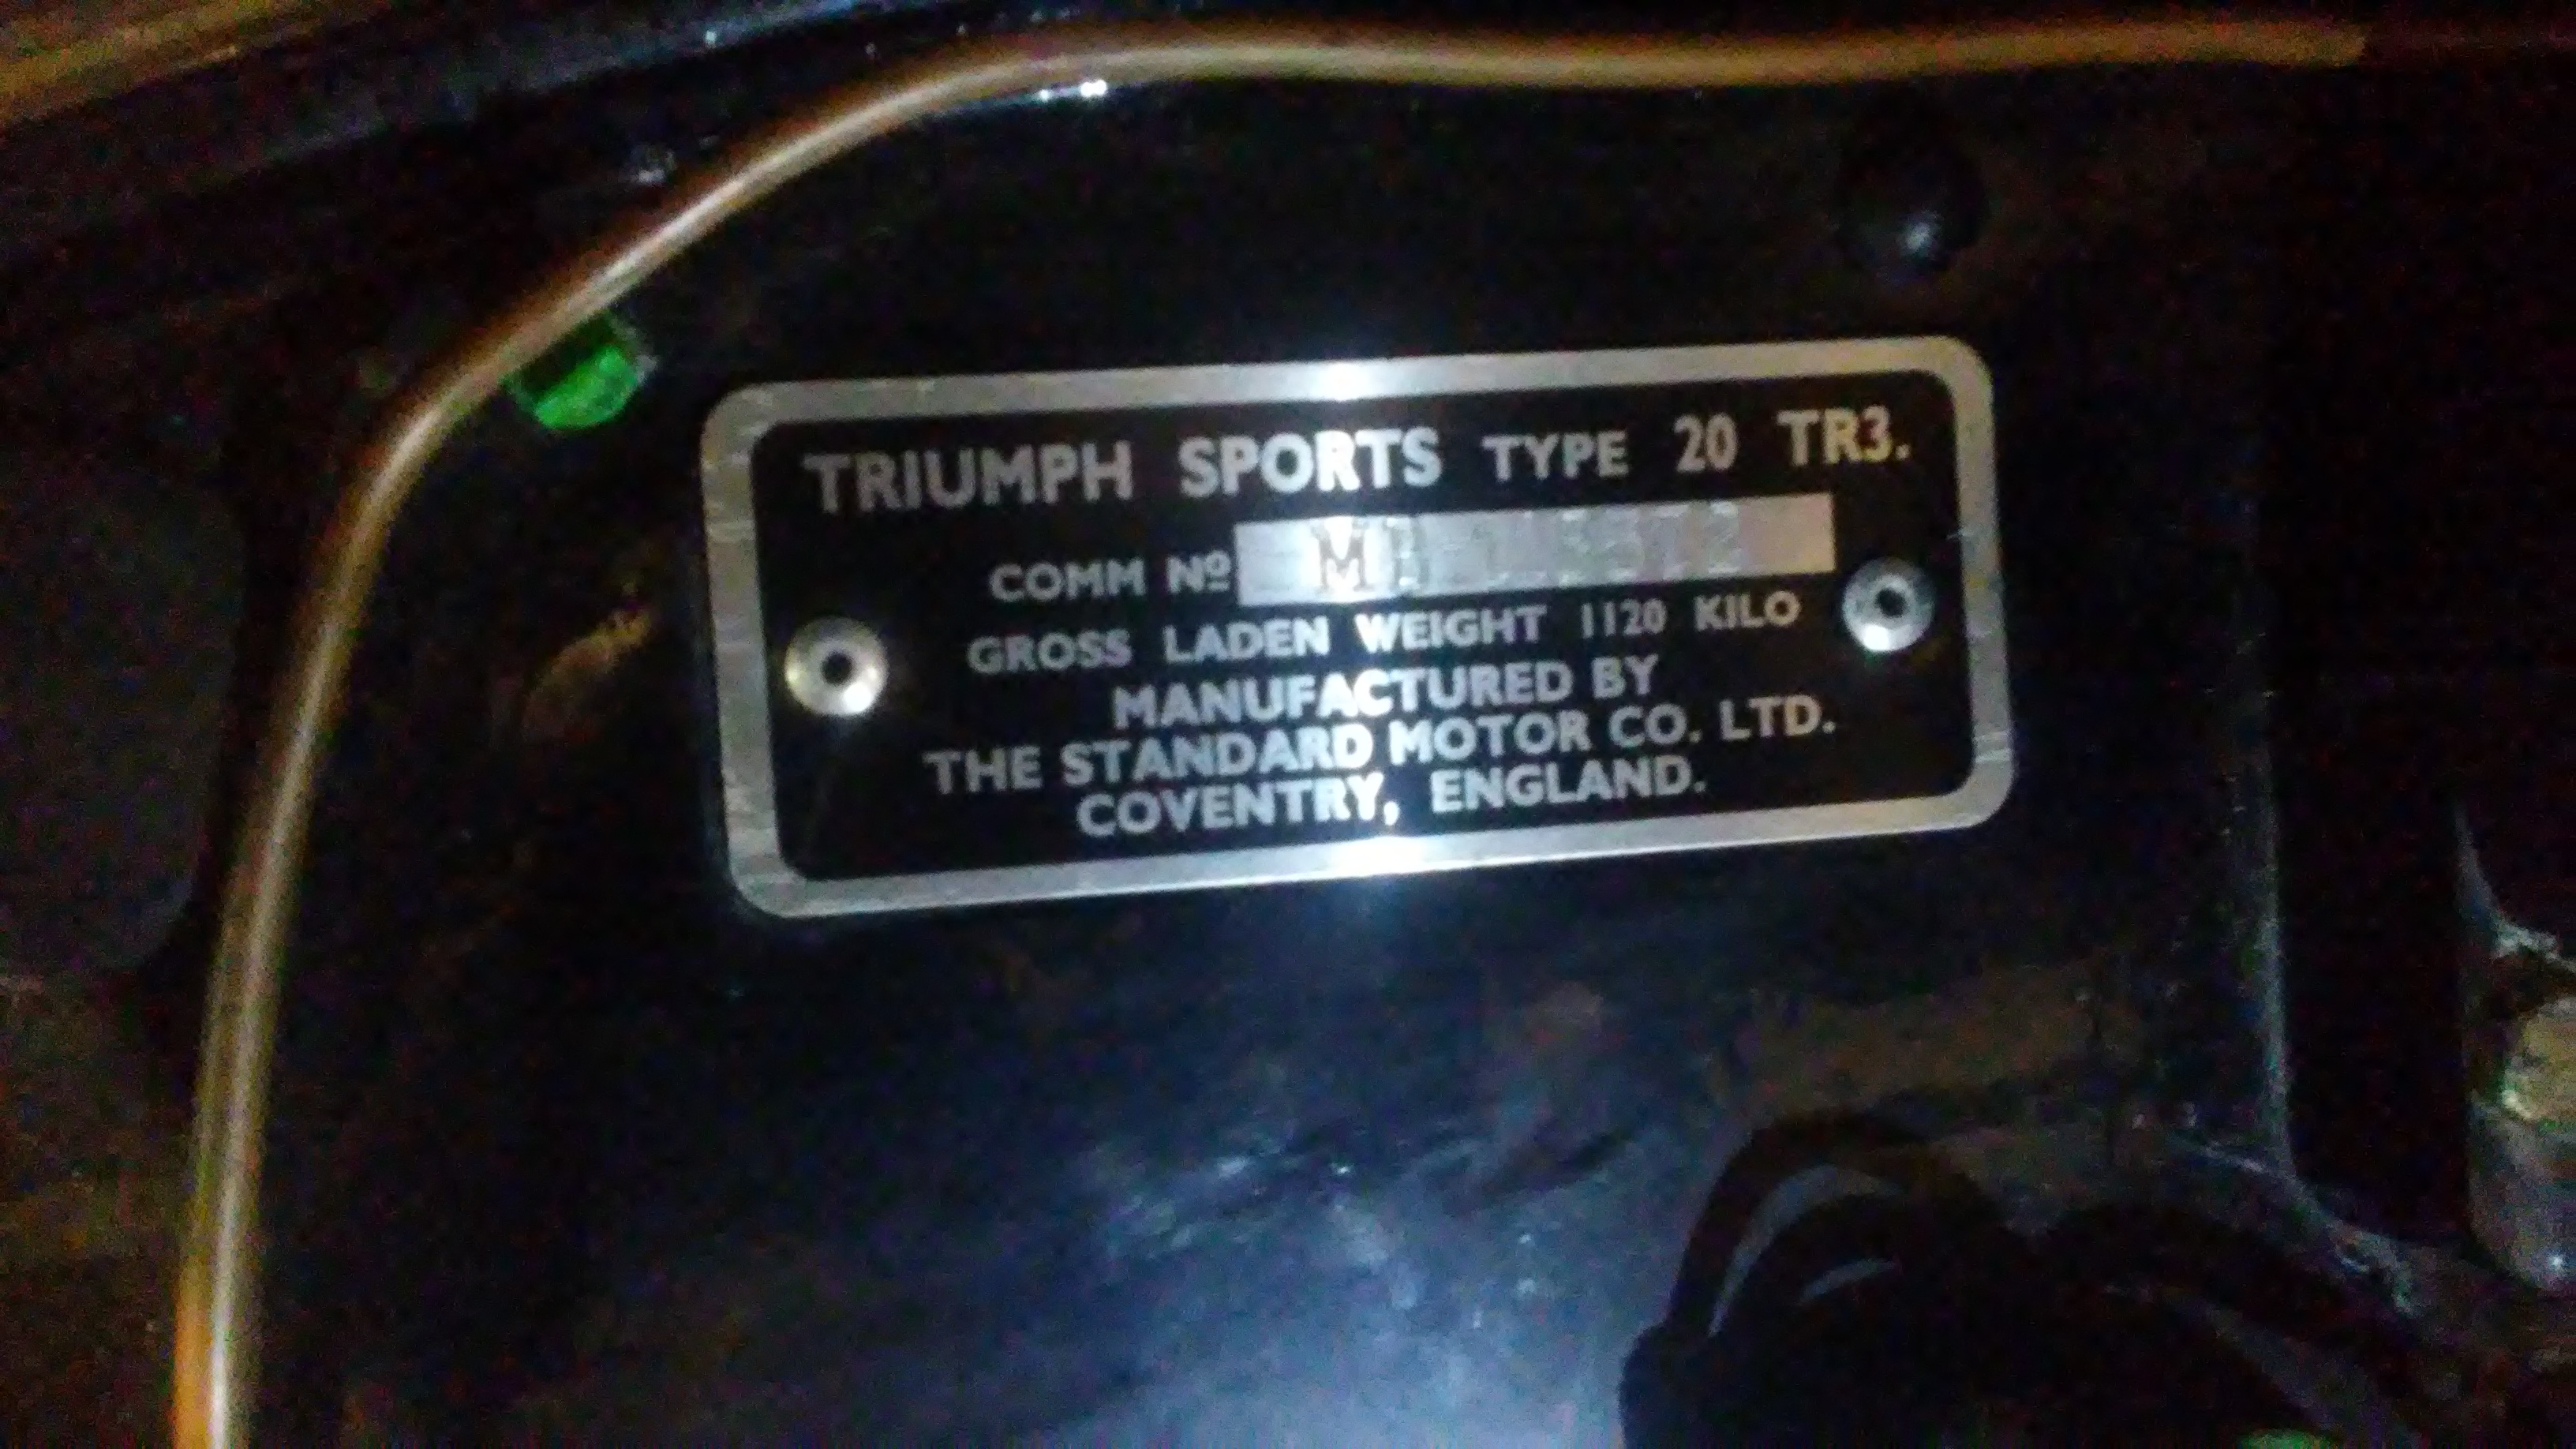 TRIUMPH SPORTS TYPE 20 TR3.
COMM Nº
GROSS LADEN WEIGHT 1120 KILO
MANUFACTURED BY
THE STANDARD MOTOR CO. LTD.
COVENTRY, ENGLAND.